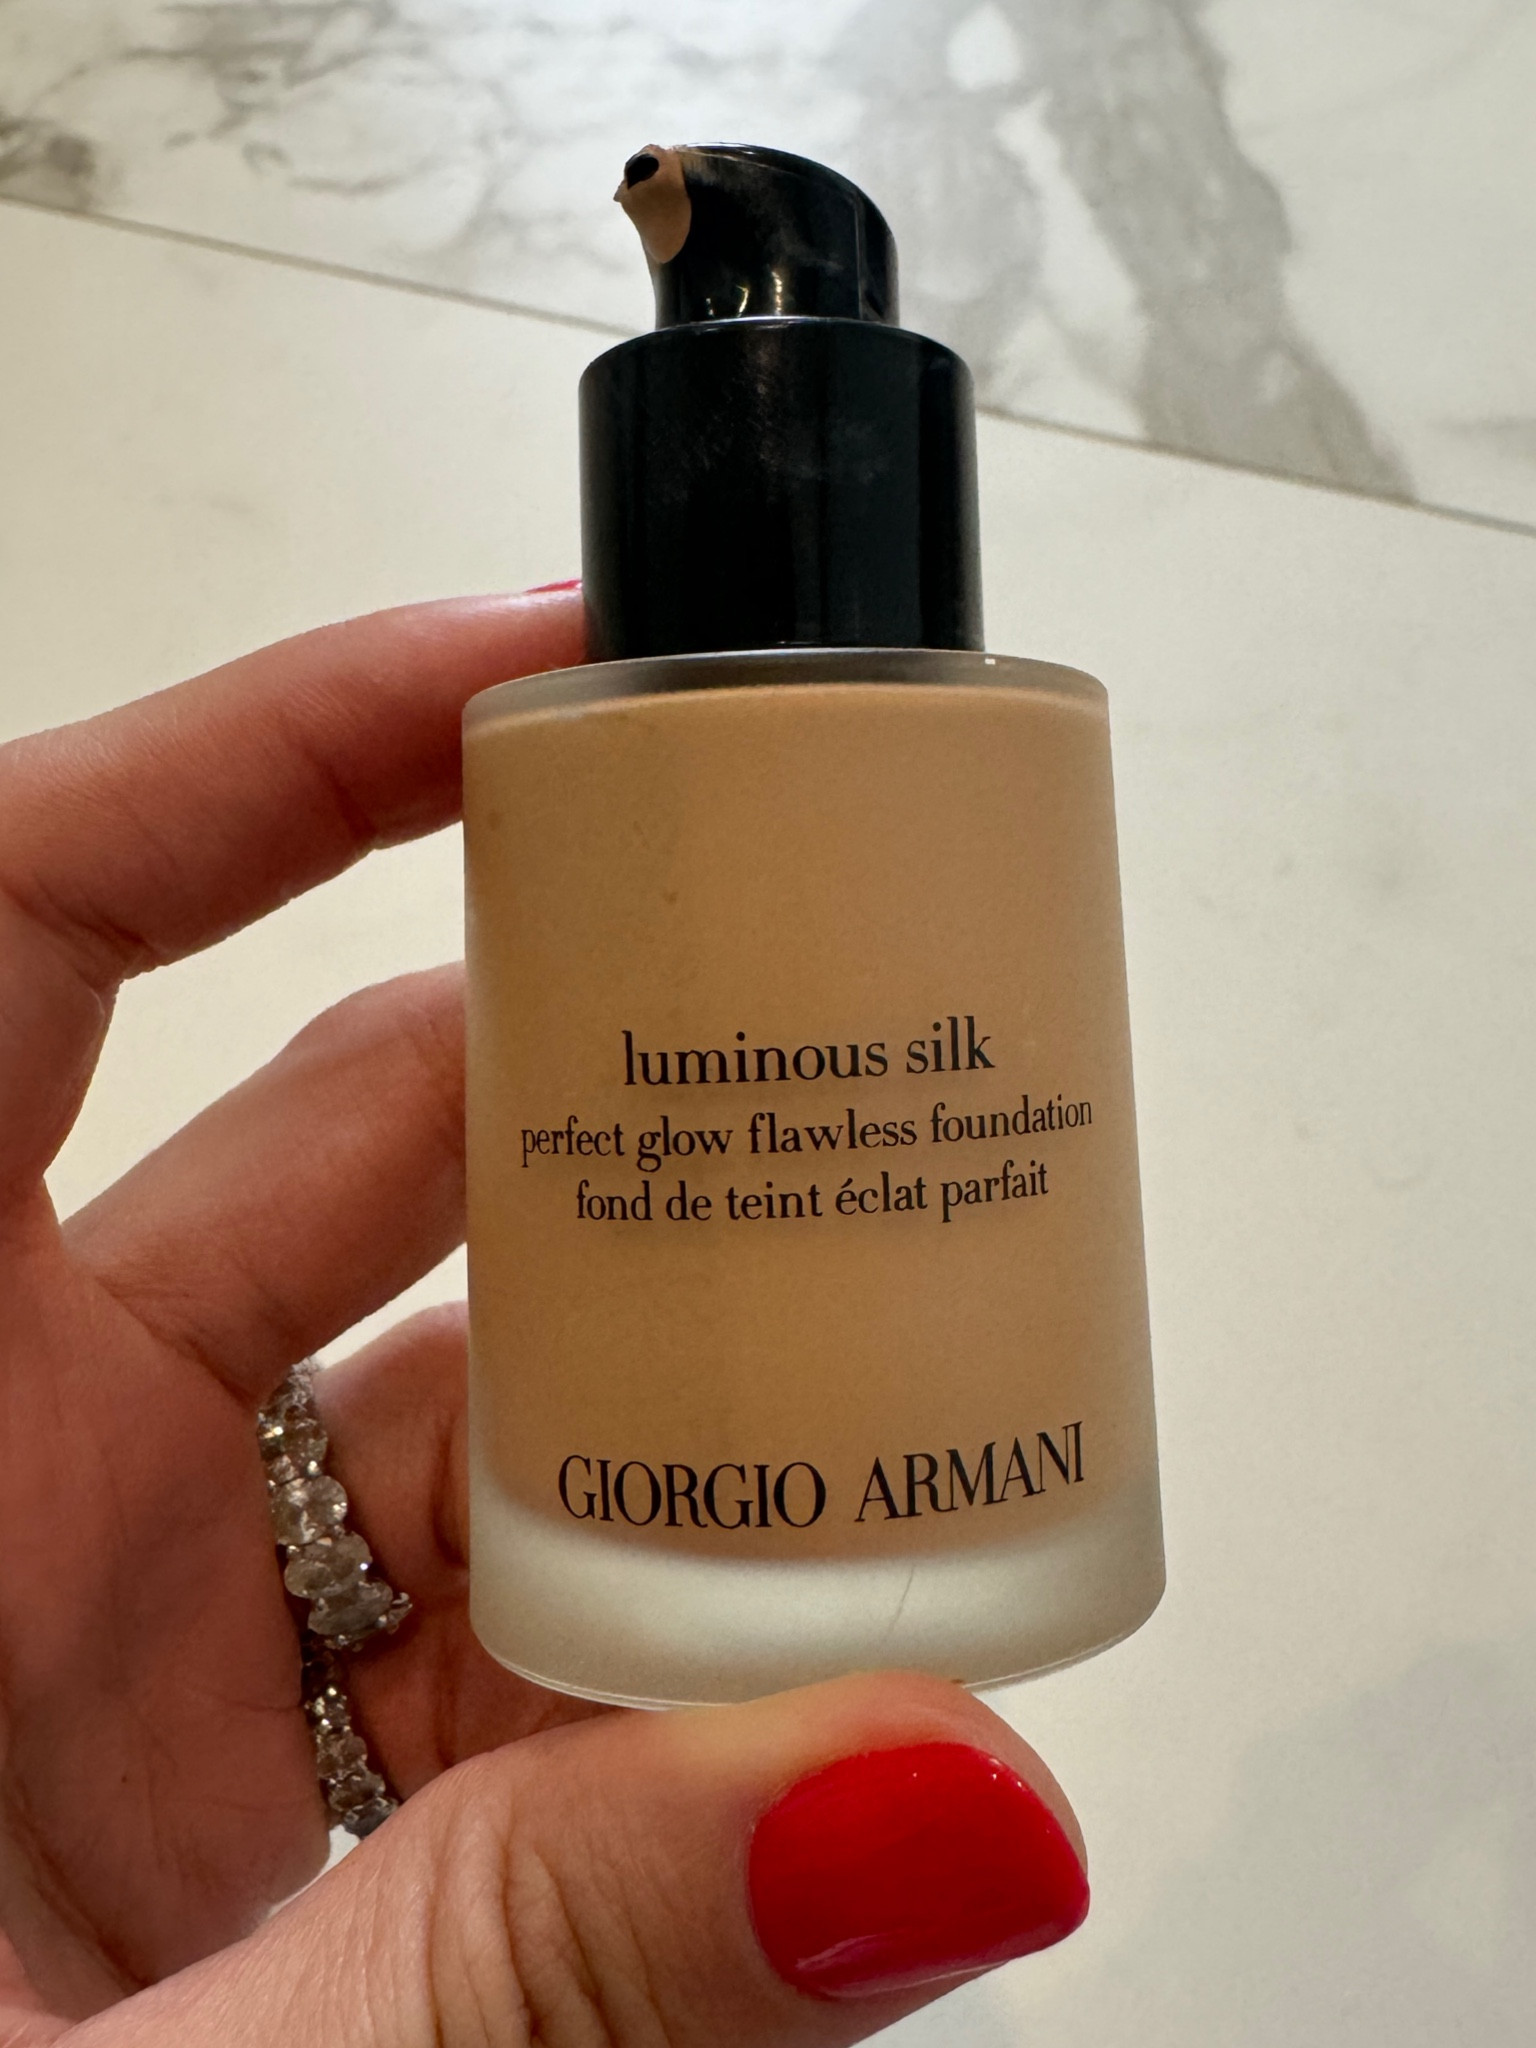 luminous silk
perfect glow flawless foundation
fond de teint éclat parfait
GIORGIO ARMANI